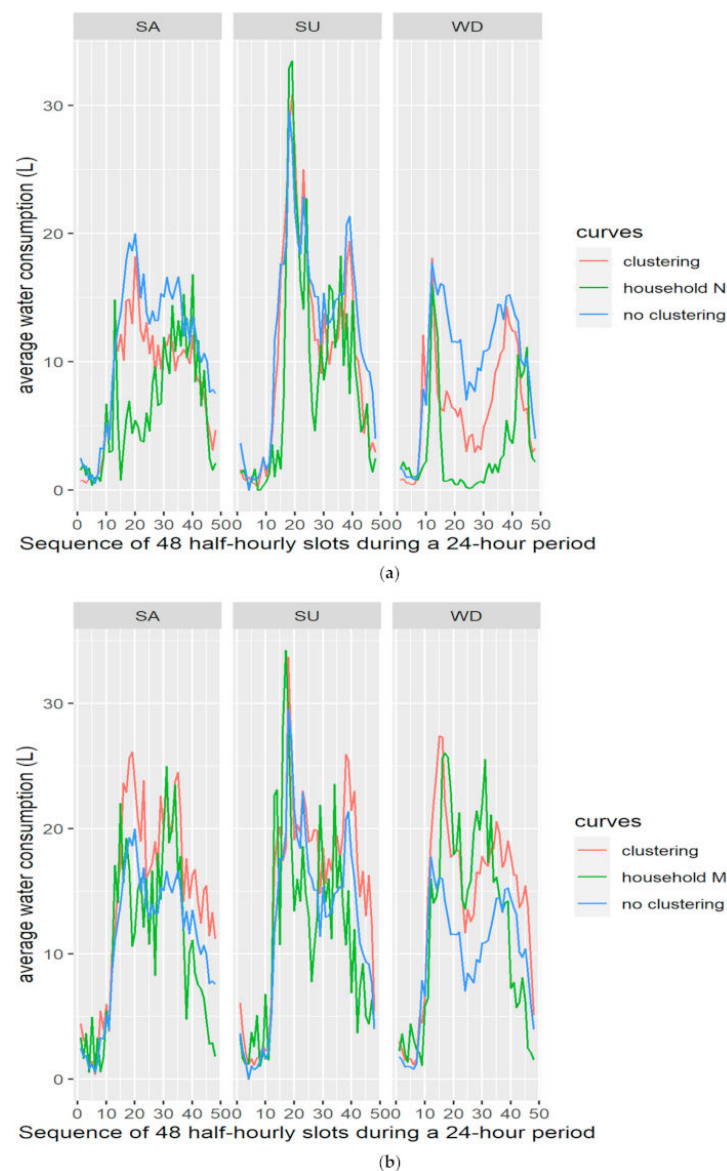 SA SU WD
30
20
10
0
average water consumption (L)
0 10 20 30 40 50 0 10 20 30 40 50 0 10 20 30 40 50
Sequence of 48 half-hourly slots during a 24-hour period
curves
clustering
household N
no clustering
(a)
SA SU WD
30
20
10
0
average water consumption (L)
0 10 20 30 40 50 0 10 20 30 40 50 0 10 20 30 40 50
Sequence of 48 half-hourly slots during a 24-hour period
curves
clustering
household M
no clustering
(b)